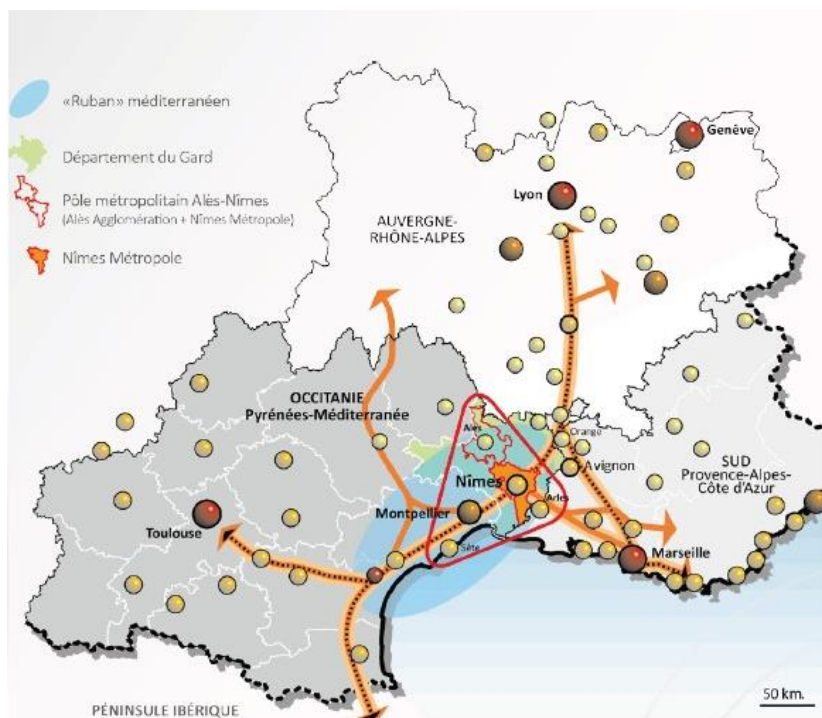 «Ruban» méditerranéen
Département du Gard
Pôle métropolitain Alès-Nîmes
(Alès Agglomération + Nîmes Métropole)
Nîmes Métropole
Genève
Lyon
AUVERGNE-
RHÔNE-ALPES
OCCITANIE
Pyrénées-Méditerranée
Alès
Orange
Avignon
SUD
Provence-Alpes-
Côte d'Azur
Nîmes
Arles
Montpellier
Toulouse
Sète
Marseille
50 km.
PÉNINSULE IBÉRIQUE